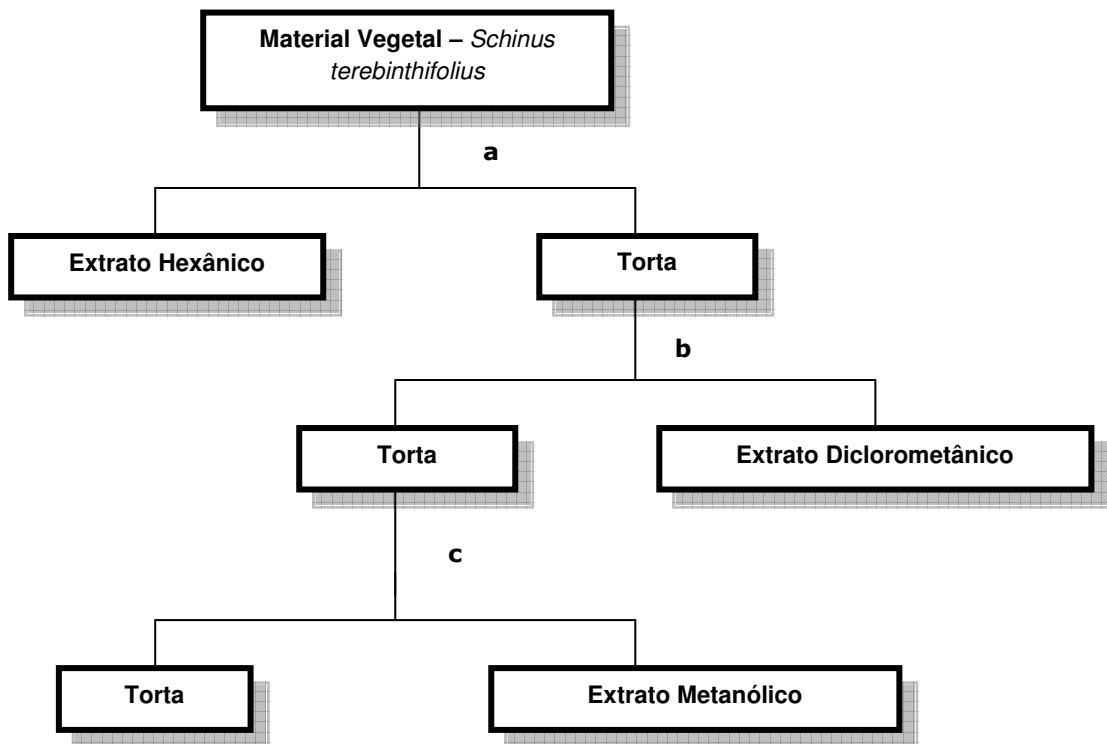 Material Vegetal – Schinus
terebinthifolius
a
Extrato Hexânico
Torta
b
Torta
Extrato Diclorometânico
c
Torta
Extrato Metanólico